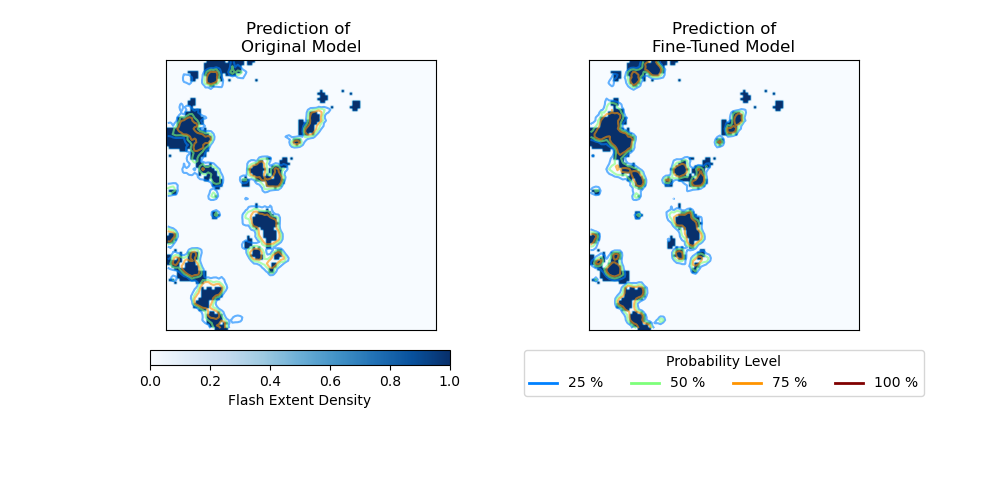 Prediction of
Original Model
Prediction of
Fine-Tuned Model
0.0 0.2 0.4 0.6 0.8 1.0
Flash Extent Density
Probability Level
25 % 50 % 75 % 100 %